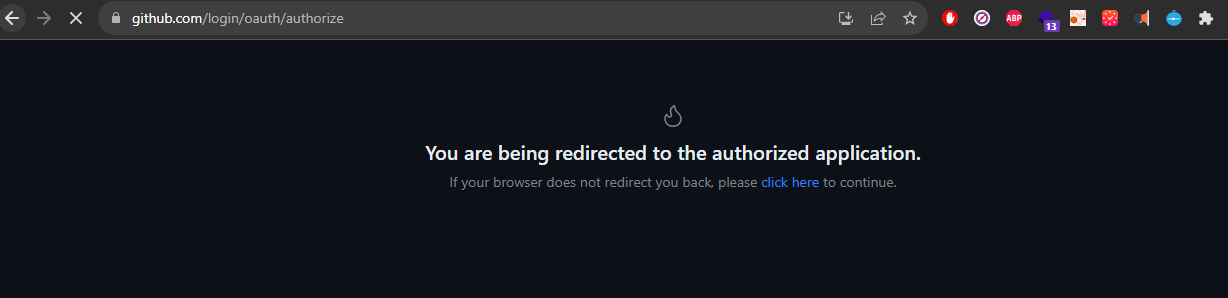 github.com/login/oauth/authorize
ABP
13
You are being redirected to the authorized application.
If your browser does not redirect you back, please click here to continue.